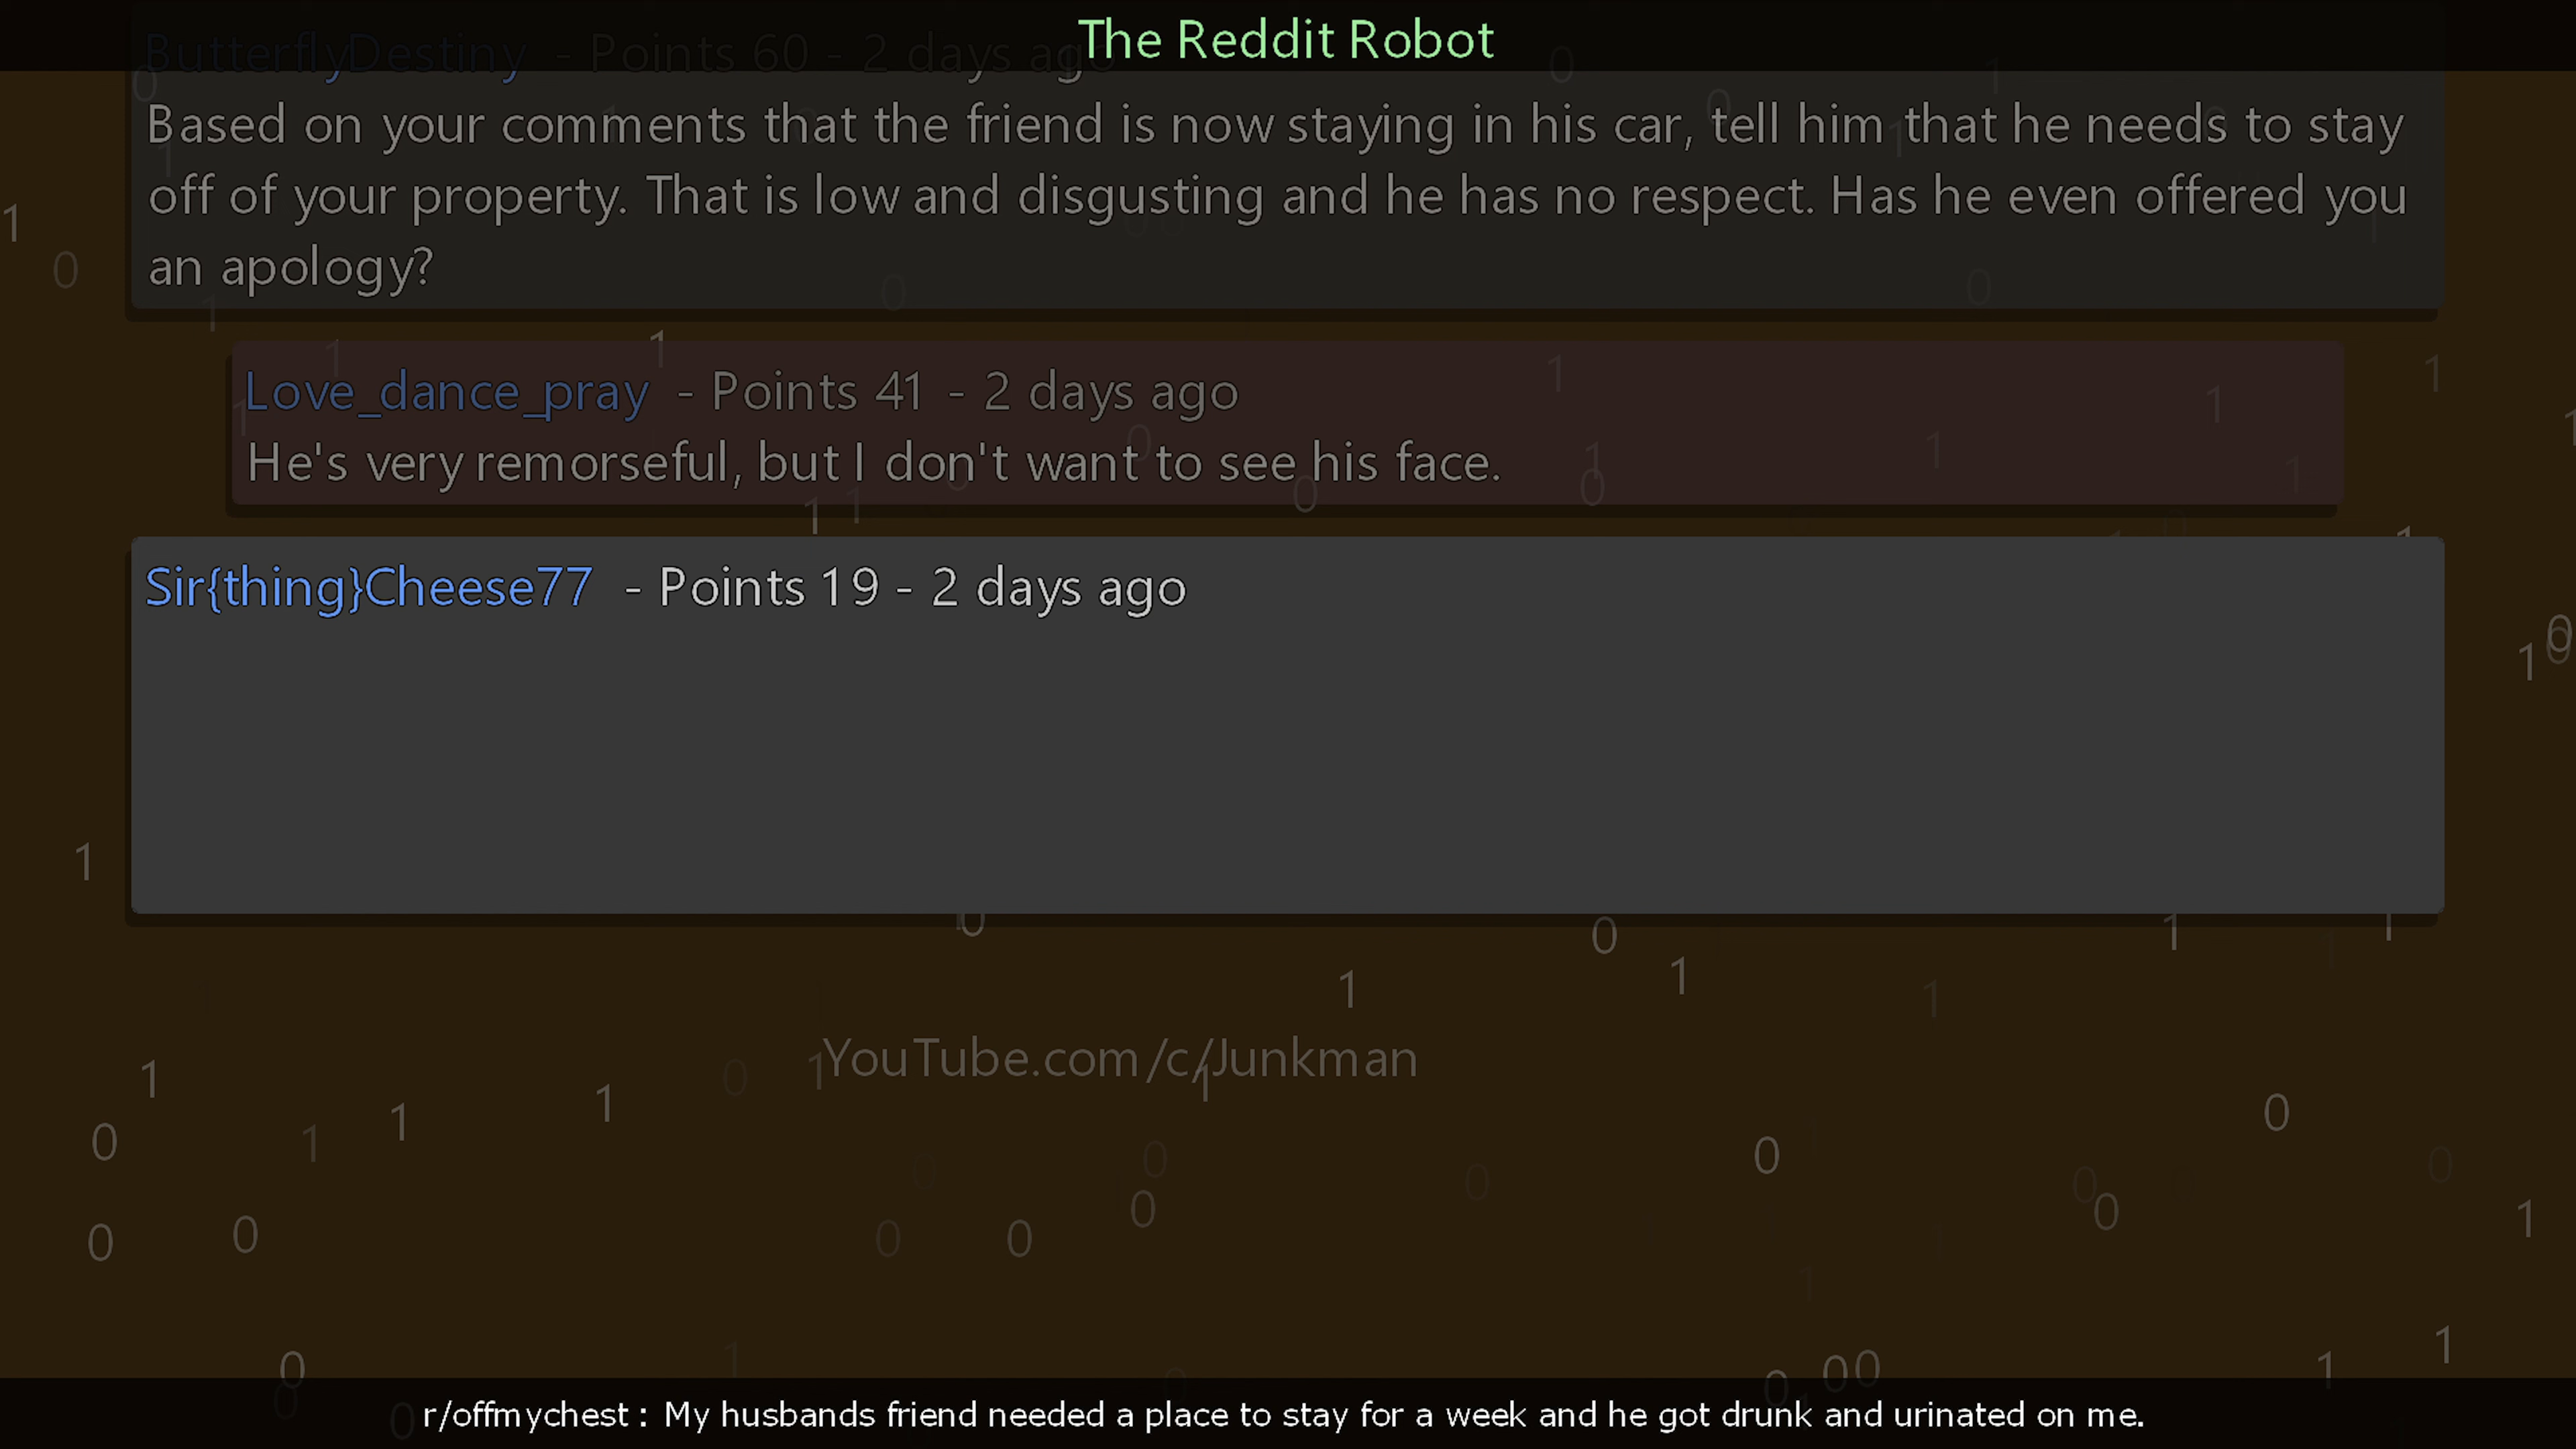 The Reddit Robot
ButterflyDestiny - Points 60 - 2 days ago
Based on your comments that the friend is now staying in his car, tell him that he needs to stay
off of your property. That is low and disgusting and he has no respect. Has he even offered you
an apology?
Love_dance_pray - Points 41 - 2 days ago
He's very remorseful, but I don't want to see his face.
Sir{thing}Cheese77 - Points 19 - 2 days ago
YouTube.com/c/Junkman
r/offmychest : My husbands friend needed a place to stay for a week and he got drunk and urinated on me.